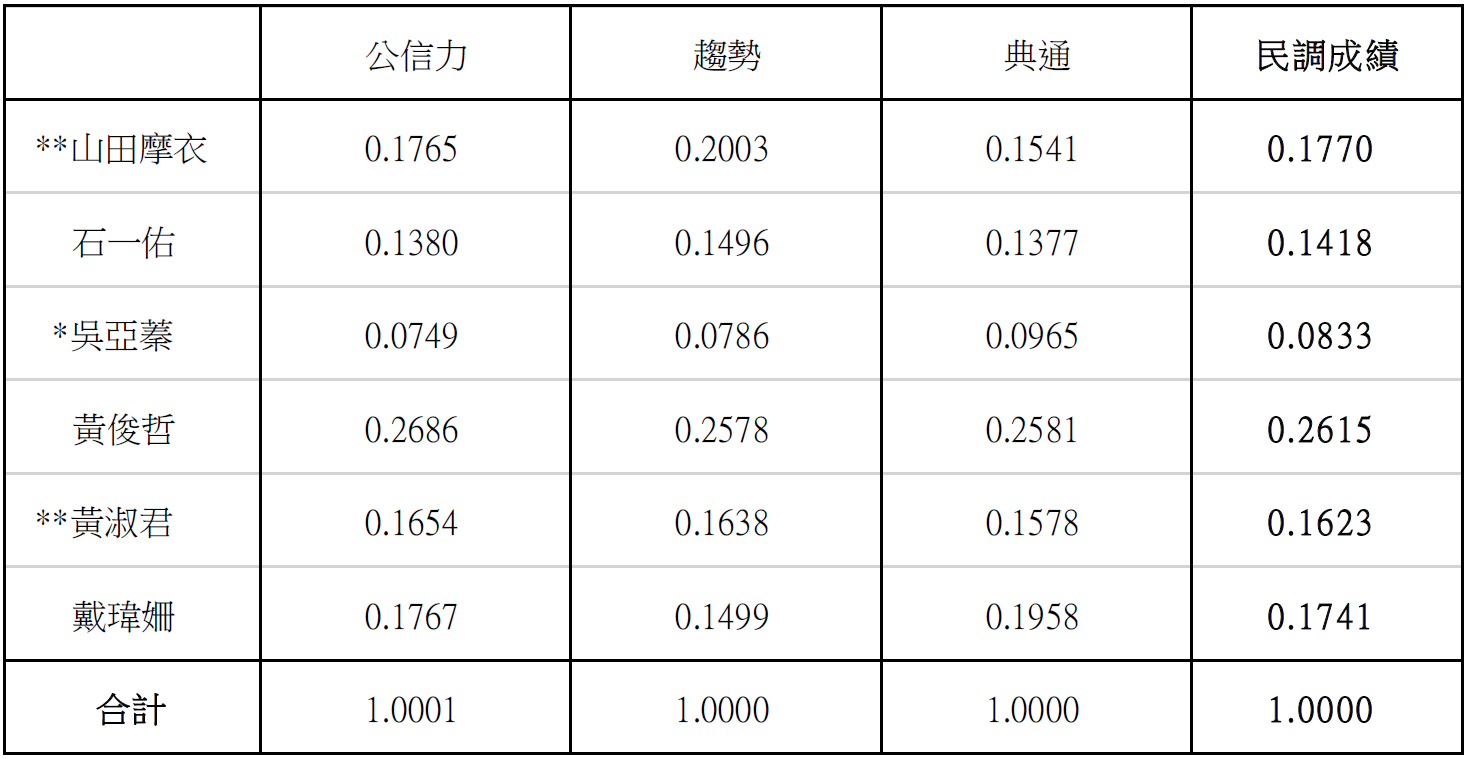 公信力 趨勢 典通 民調成績
**山田摩衣 0.1765 0.2003 0.1541 0.1770
石一佑 0.1380 0.1496 0.1377 0.1418
*吳亞蓁 0.0749 0.0786 0.0965 0.0833
黃俊哲 0.2686 0.2578 0.2581 0.2615
**黃淑君 0.1654 0.1638 0.1578 0.1623
戴瑋姍 0.1767 0.1499 0.1958 0.1741
合計 1.0001 1.0000 1.0000 1.0000